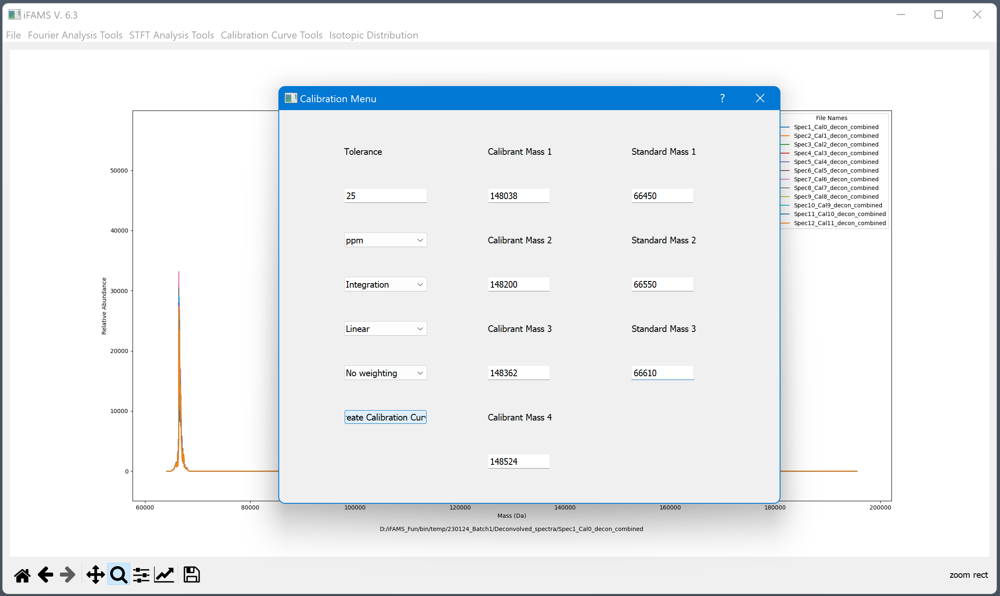 iFAMS V. 6.3
File Fourier Analysis Tools STFT Analysis Tools Calibration Curve Tools Isotopic Distribution
Calibration Menu
?
Tolerance Calibrant Mass 1 Standard Mass 1
25 148038 66450
ppm Calibrant Mass 2 Standard Mass 2
Integration 148200 66550
Linear Calibrant Mass 3 Standard Mass 3
No weighting 148362 66610
reate Calibration Curv Calibrant Mass 4
148524
File Names
Spec1_Cal0_decon_combined
Spec2_Cal1_decon_combined
Spec3_Cal2_decon_combined
Spec4_Cal3_decon_combined
Spec5_Cal4_decon_combined
Spec6_Cal5_decon_combined
Spec7_Cal6_decon_combined
Spec8_Cal7_decon_combined
Spec9_Cal8_decon_combined
Spec10_Cal9_decon_combined
Spec11_Cal10_decon_combined
Spec12_Cal11_decon_combined
Relative Abundance
50000
40000
30000
20000
10000
0
60000 80000 100000 120000 140000 160000 180000 200000
Mass (Da)
D:/iFAMS_Fun/bin/temp/230124_Batch1/Deconvolved_spectra/Spec1_Cal0_decon_combined
zoom rect